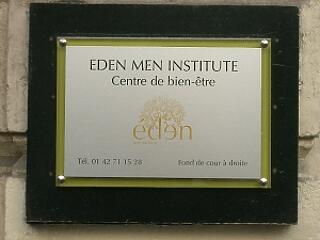 EDEN MEN INSTITUTE
Centre de bien-être
eden
Tél. 01 42 71 15 28 Fond de cour à droite